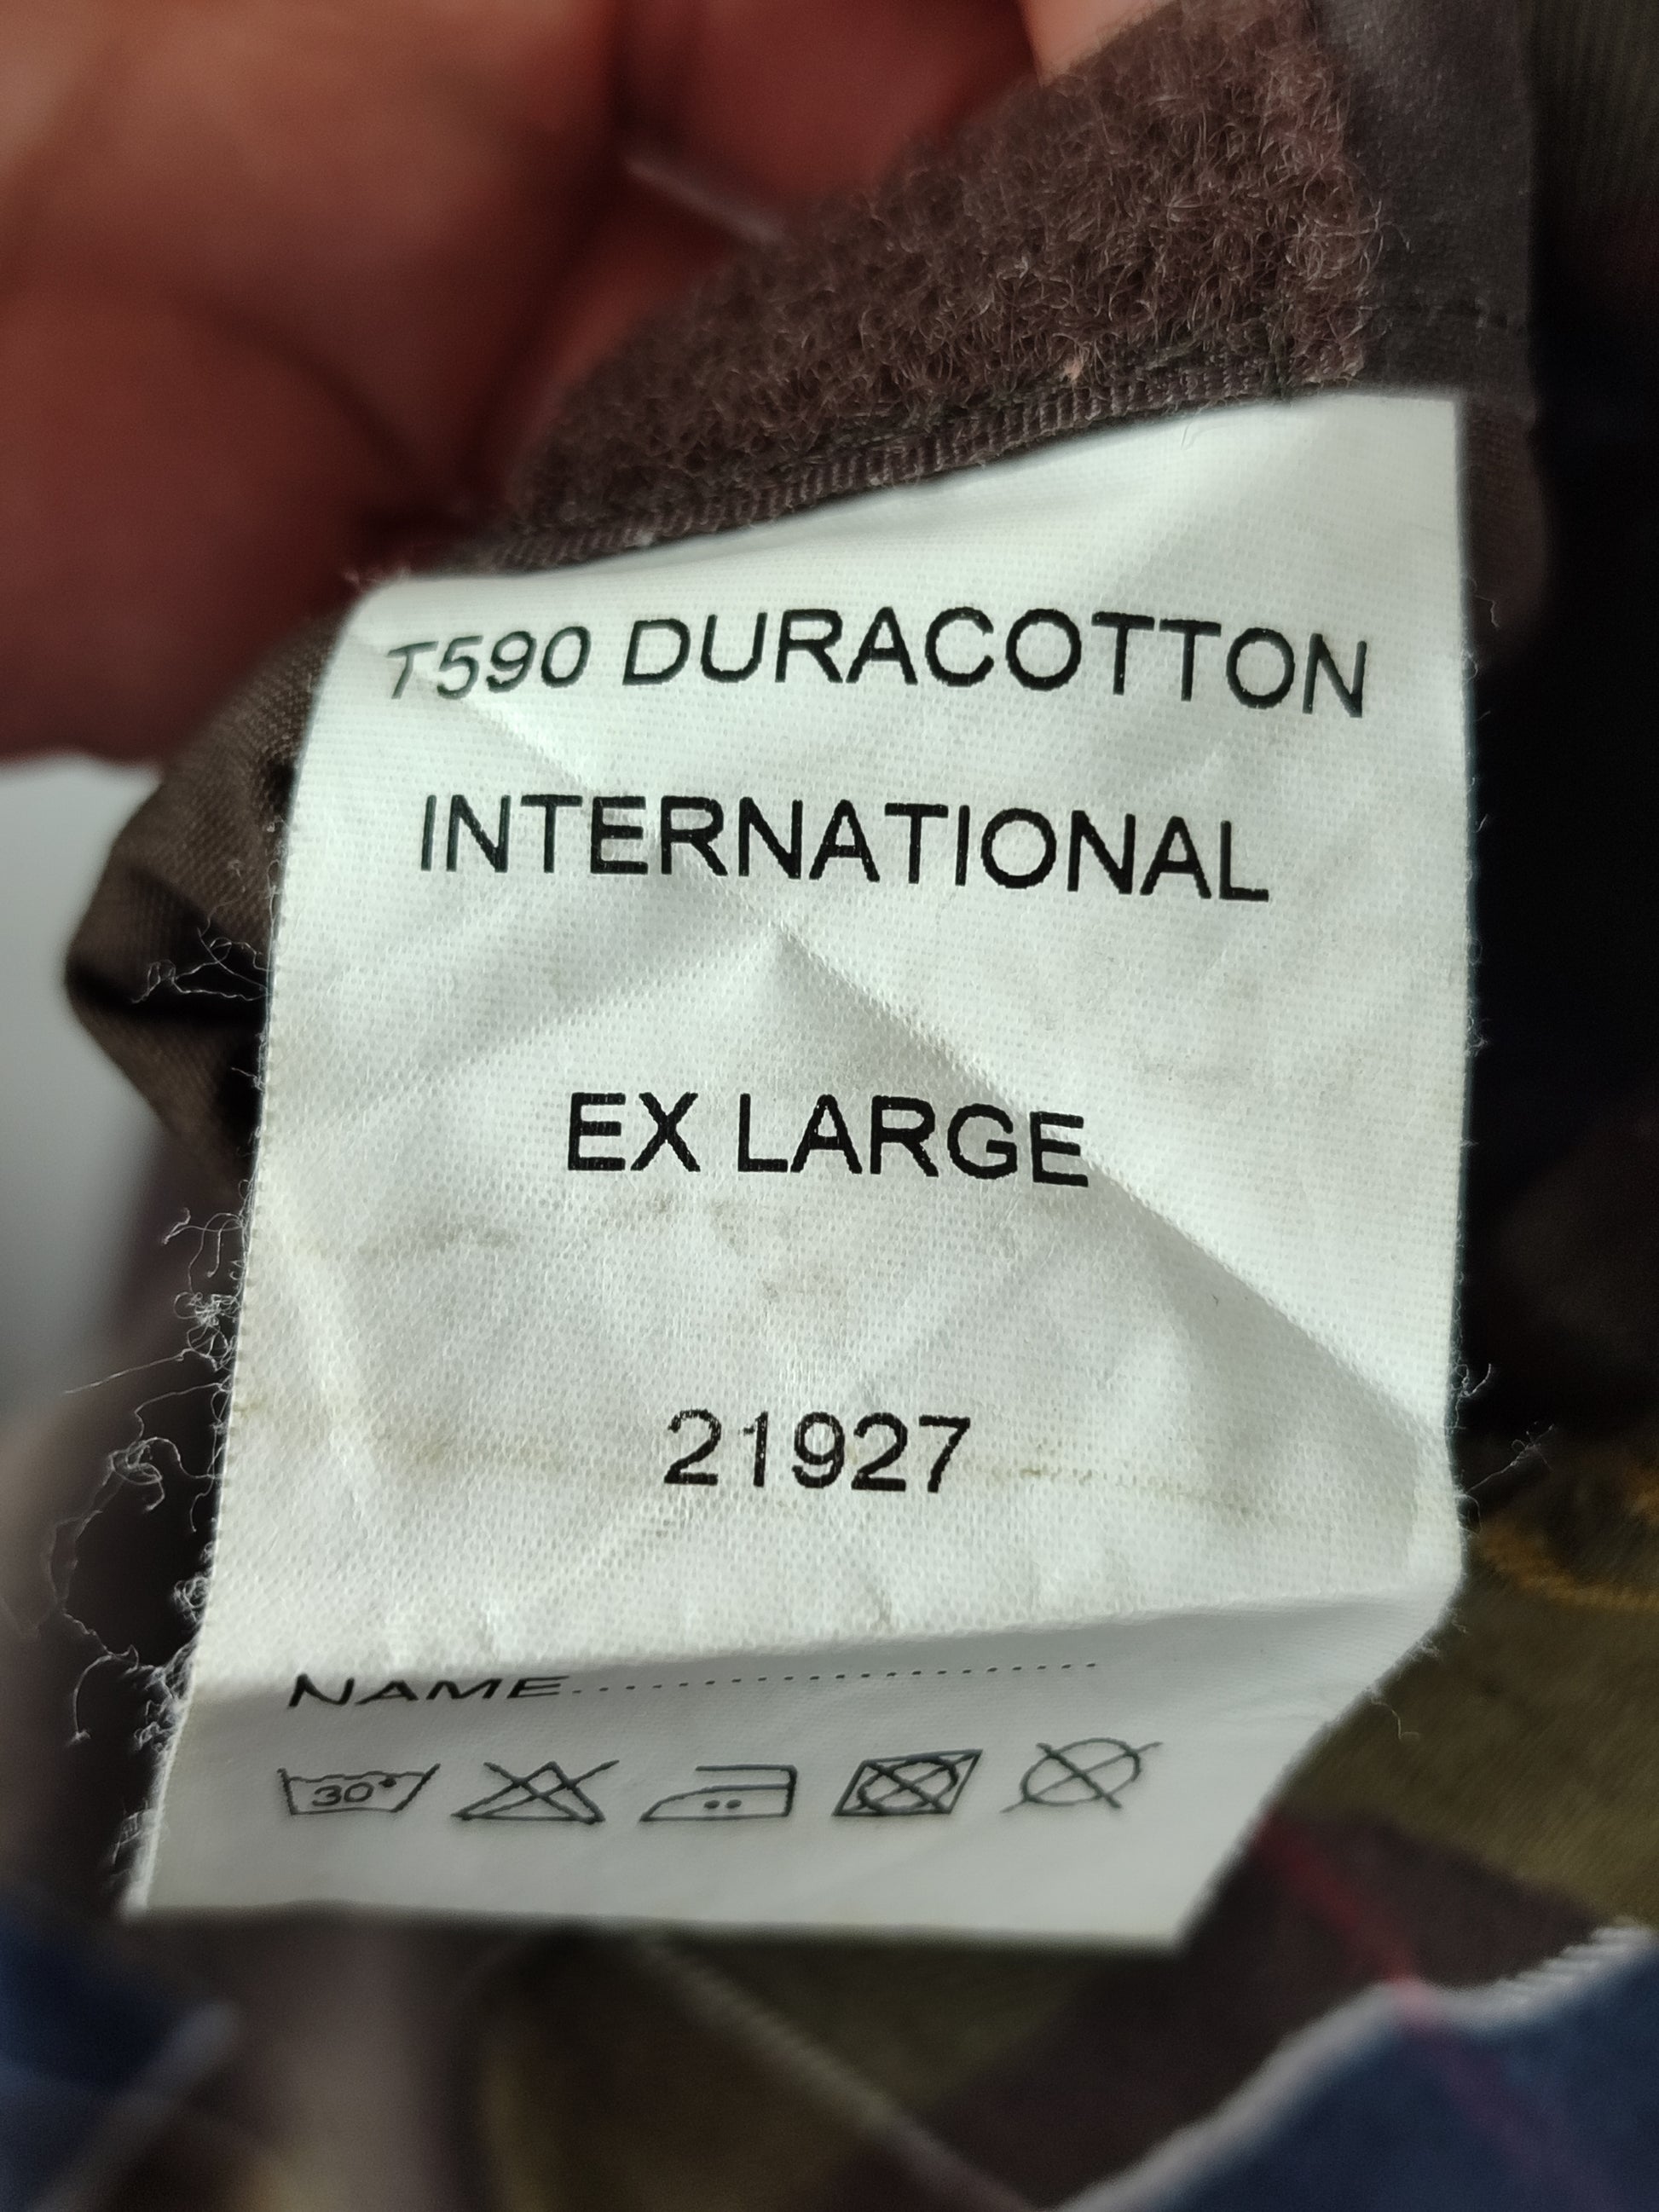 T590 DURACOTTON
INTERNATIONAL
EX LARGE
21927
NAME....................................
30°